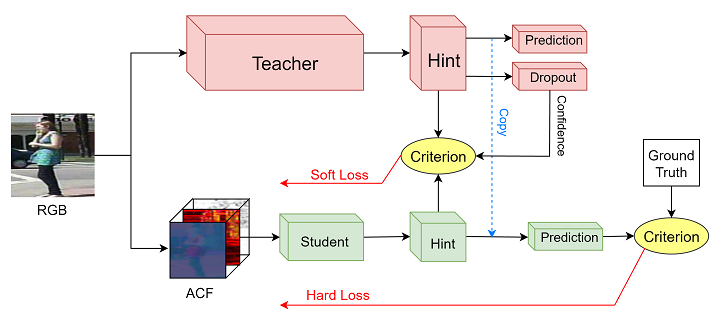 Teacher
Hint
Prediction
Dropout
Confidence
Copy
Criterion
Soft Loss
RGB
Ground
Truth
ACF
Student
Hint
Prediction
Criterion
Hard Loss